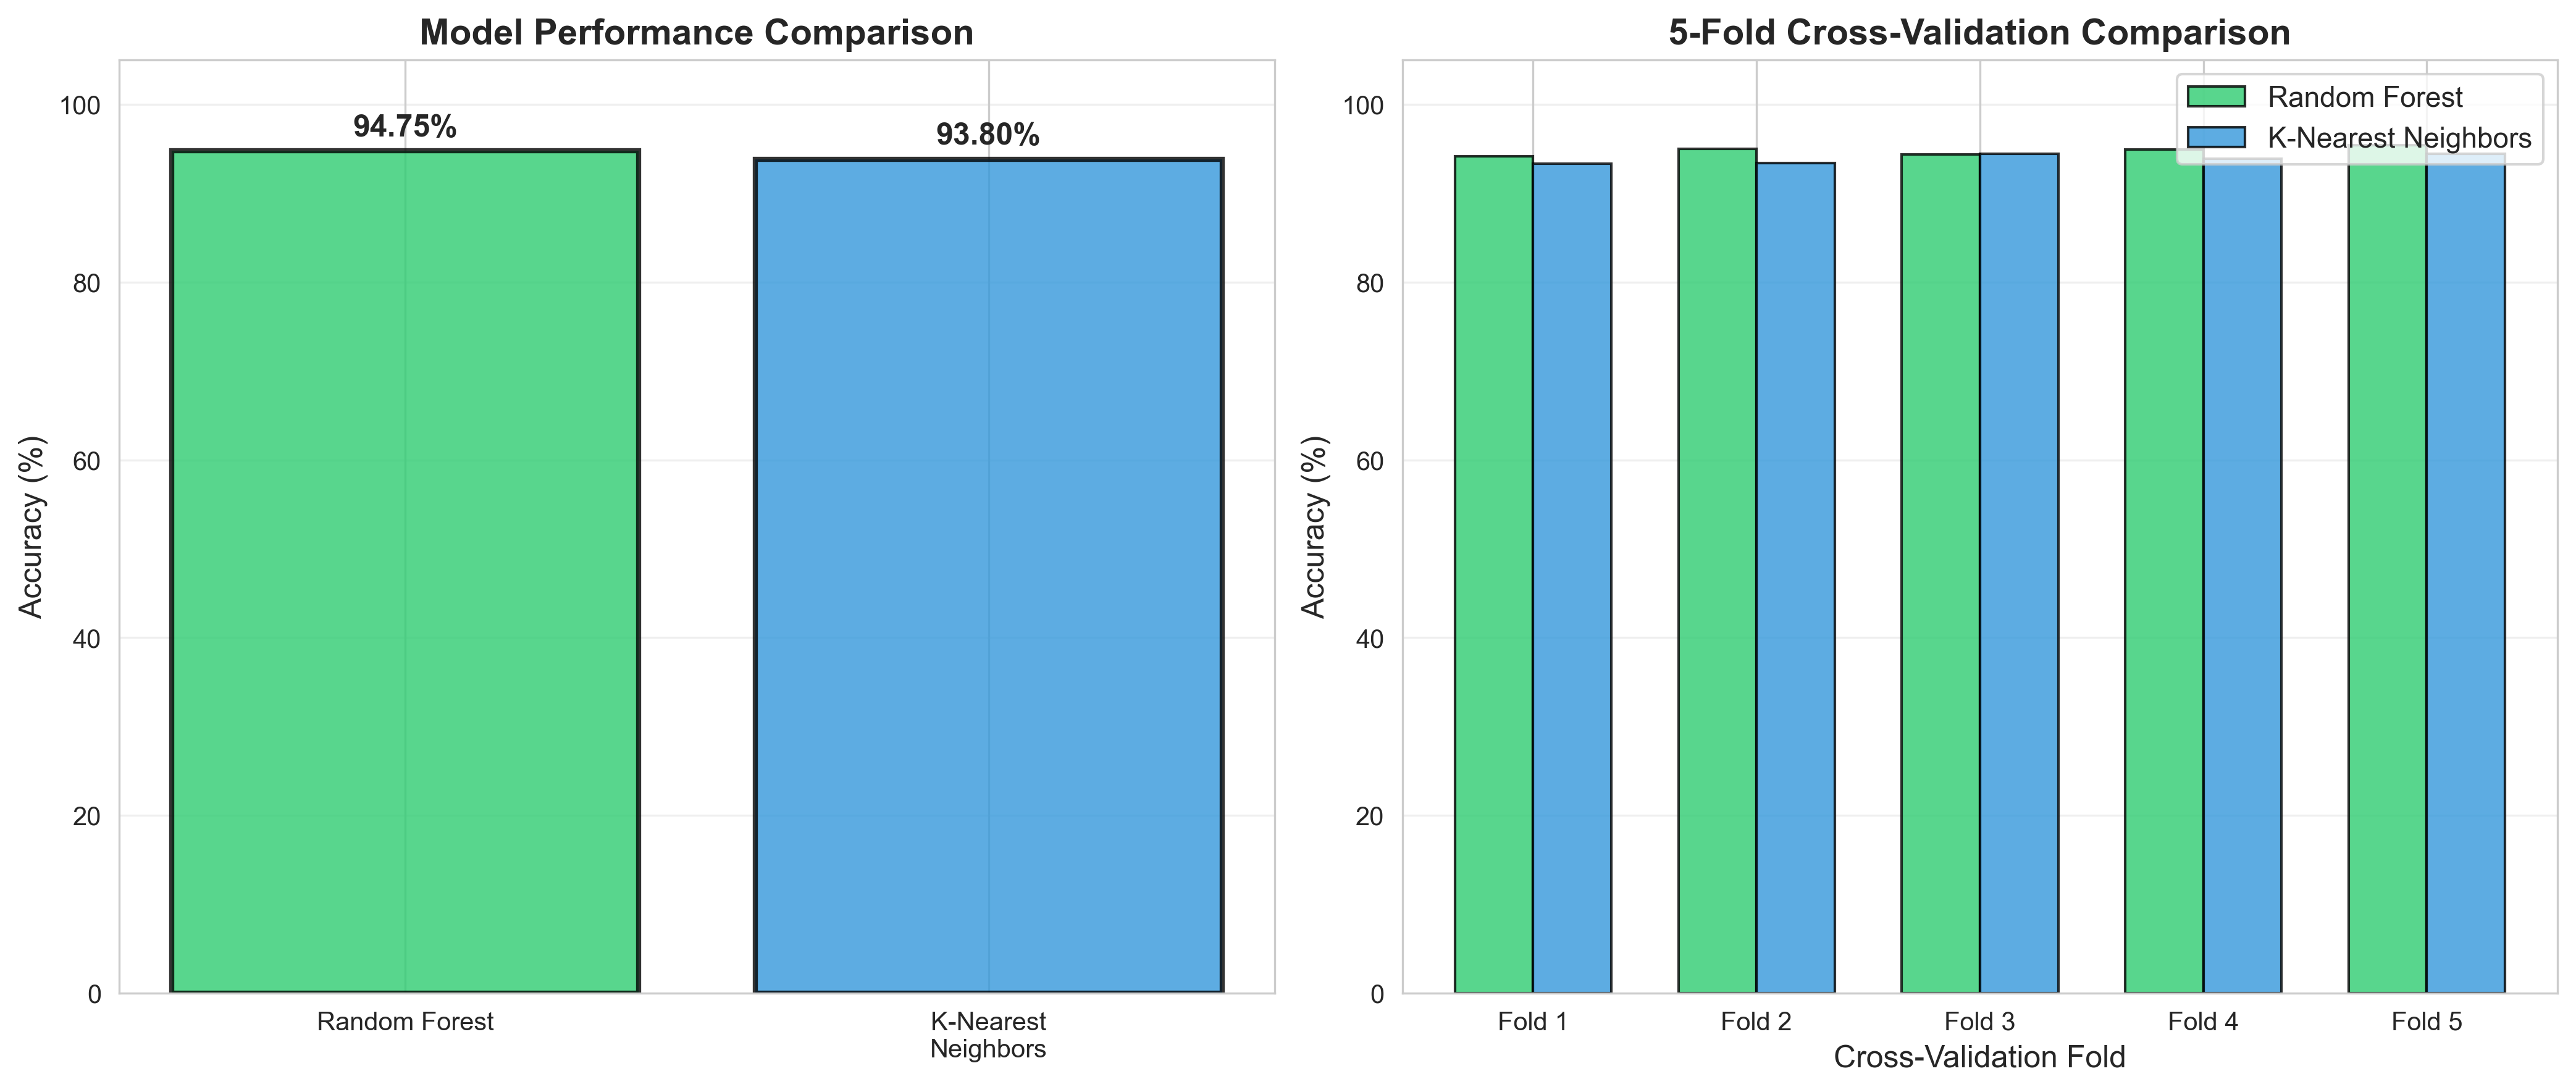 Model Performance Comparison
Accuracy (%)
100
80
60
40
20
0
94.75%
93.80%
Random Forest
K-Nearest
Neighbors
5-Fold Cross-Validation Comparison
Accuracy (%)
100
80
60
40
20
0
Random Forest
K-Nearest Neighbors
Fold 1
Fold 2
Fold 3
Fold 4
Fold 5
Cross-Validation Fold